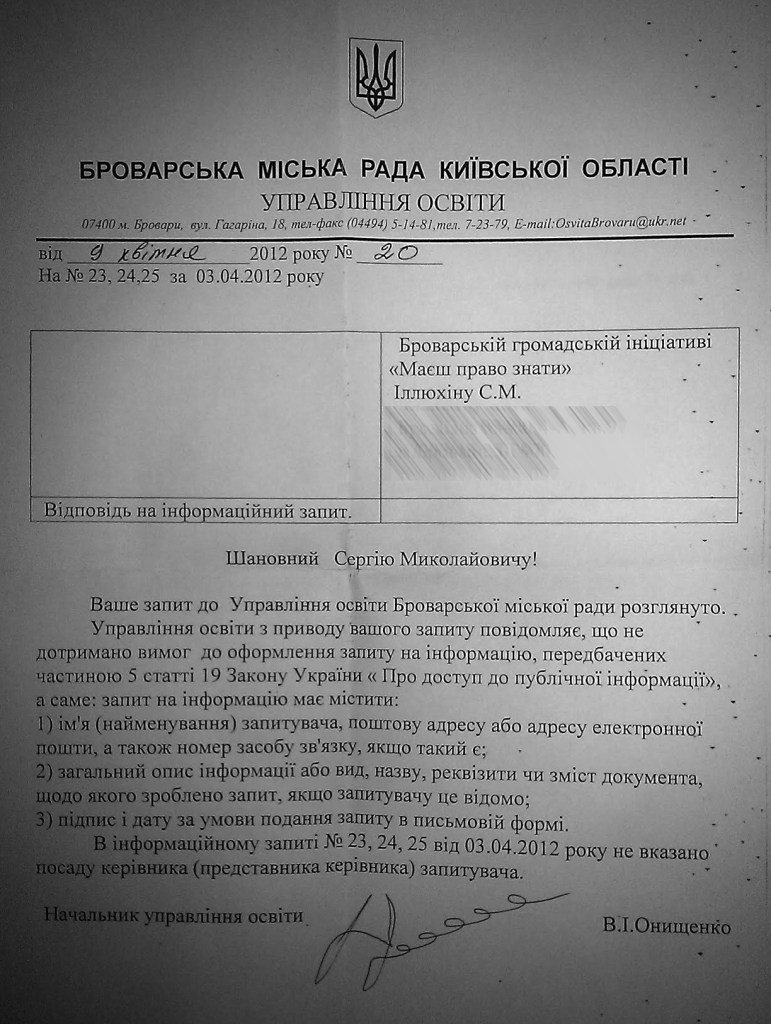 БРОВАРСЬКА МІСЬКА РАДА КИЇВСЬКОЇ ОБЛАСТІ
УПРАВЛІННЯ ОСВІТИ
07400 м. Бровари, вул. Гагаріна, 18, тел-факс (04494) 5-14-81,тел. 7-23-79, E-mail:OsvitaBrovaru@ukr.net
від 9 квітня 2012 року № 20
На № 23, 24,25 за 03.04.2012 року
Броварській громадській ініціативі
«Маєш право знати»
Іллюхіну С.М.
Відповідь на інформаційний запит.
Шановний Сергію Миколайовичу!
Ваше запит до Управління освіти Броварської міської ради розглянуто.
Управління освіти з приводу вашого запиту повідомляє, що не
дотримано вимог до оформлення запиту на інформацію, передбачених
частиною 5 статті 19 Закону України « Про доступ до публічної інформації»,
а саме: запит на інформацію має містити:
1) ім'я (найменування) запитувача, поштову адресу або адресу електронної
пошти, а також номер засобу зв'язку, якщо такий є;
2) загальний опис інформації або вид, назву, реквізити чи зміст документа,
щодо якого зроблено запит, якщо запитувачу це відомо;
3) підпис і дату за умови подання запиту в письмовій формі.
В інформаційному запиті № 23, 24, 25 від 03.04.2012 року не вказано
посаду керівника (представника керівника) запитувача.
Начальник управління освіти
В.І.Онищенко